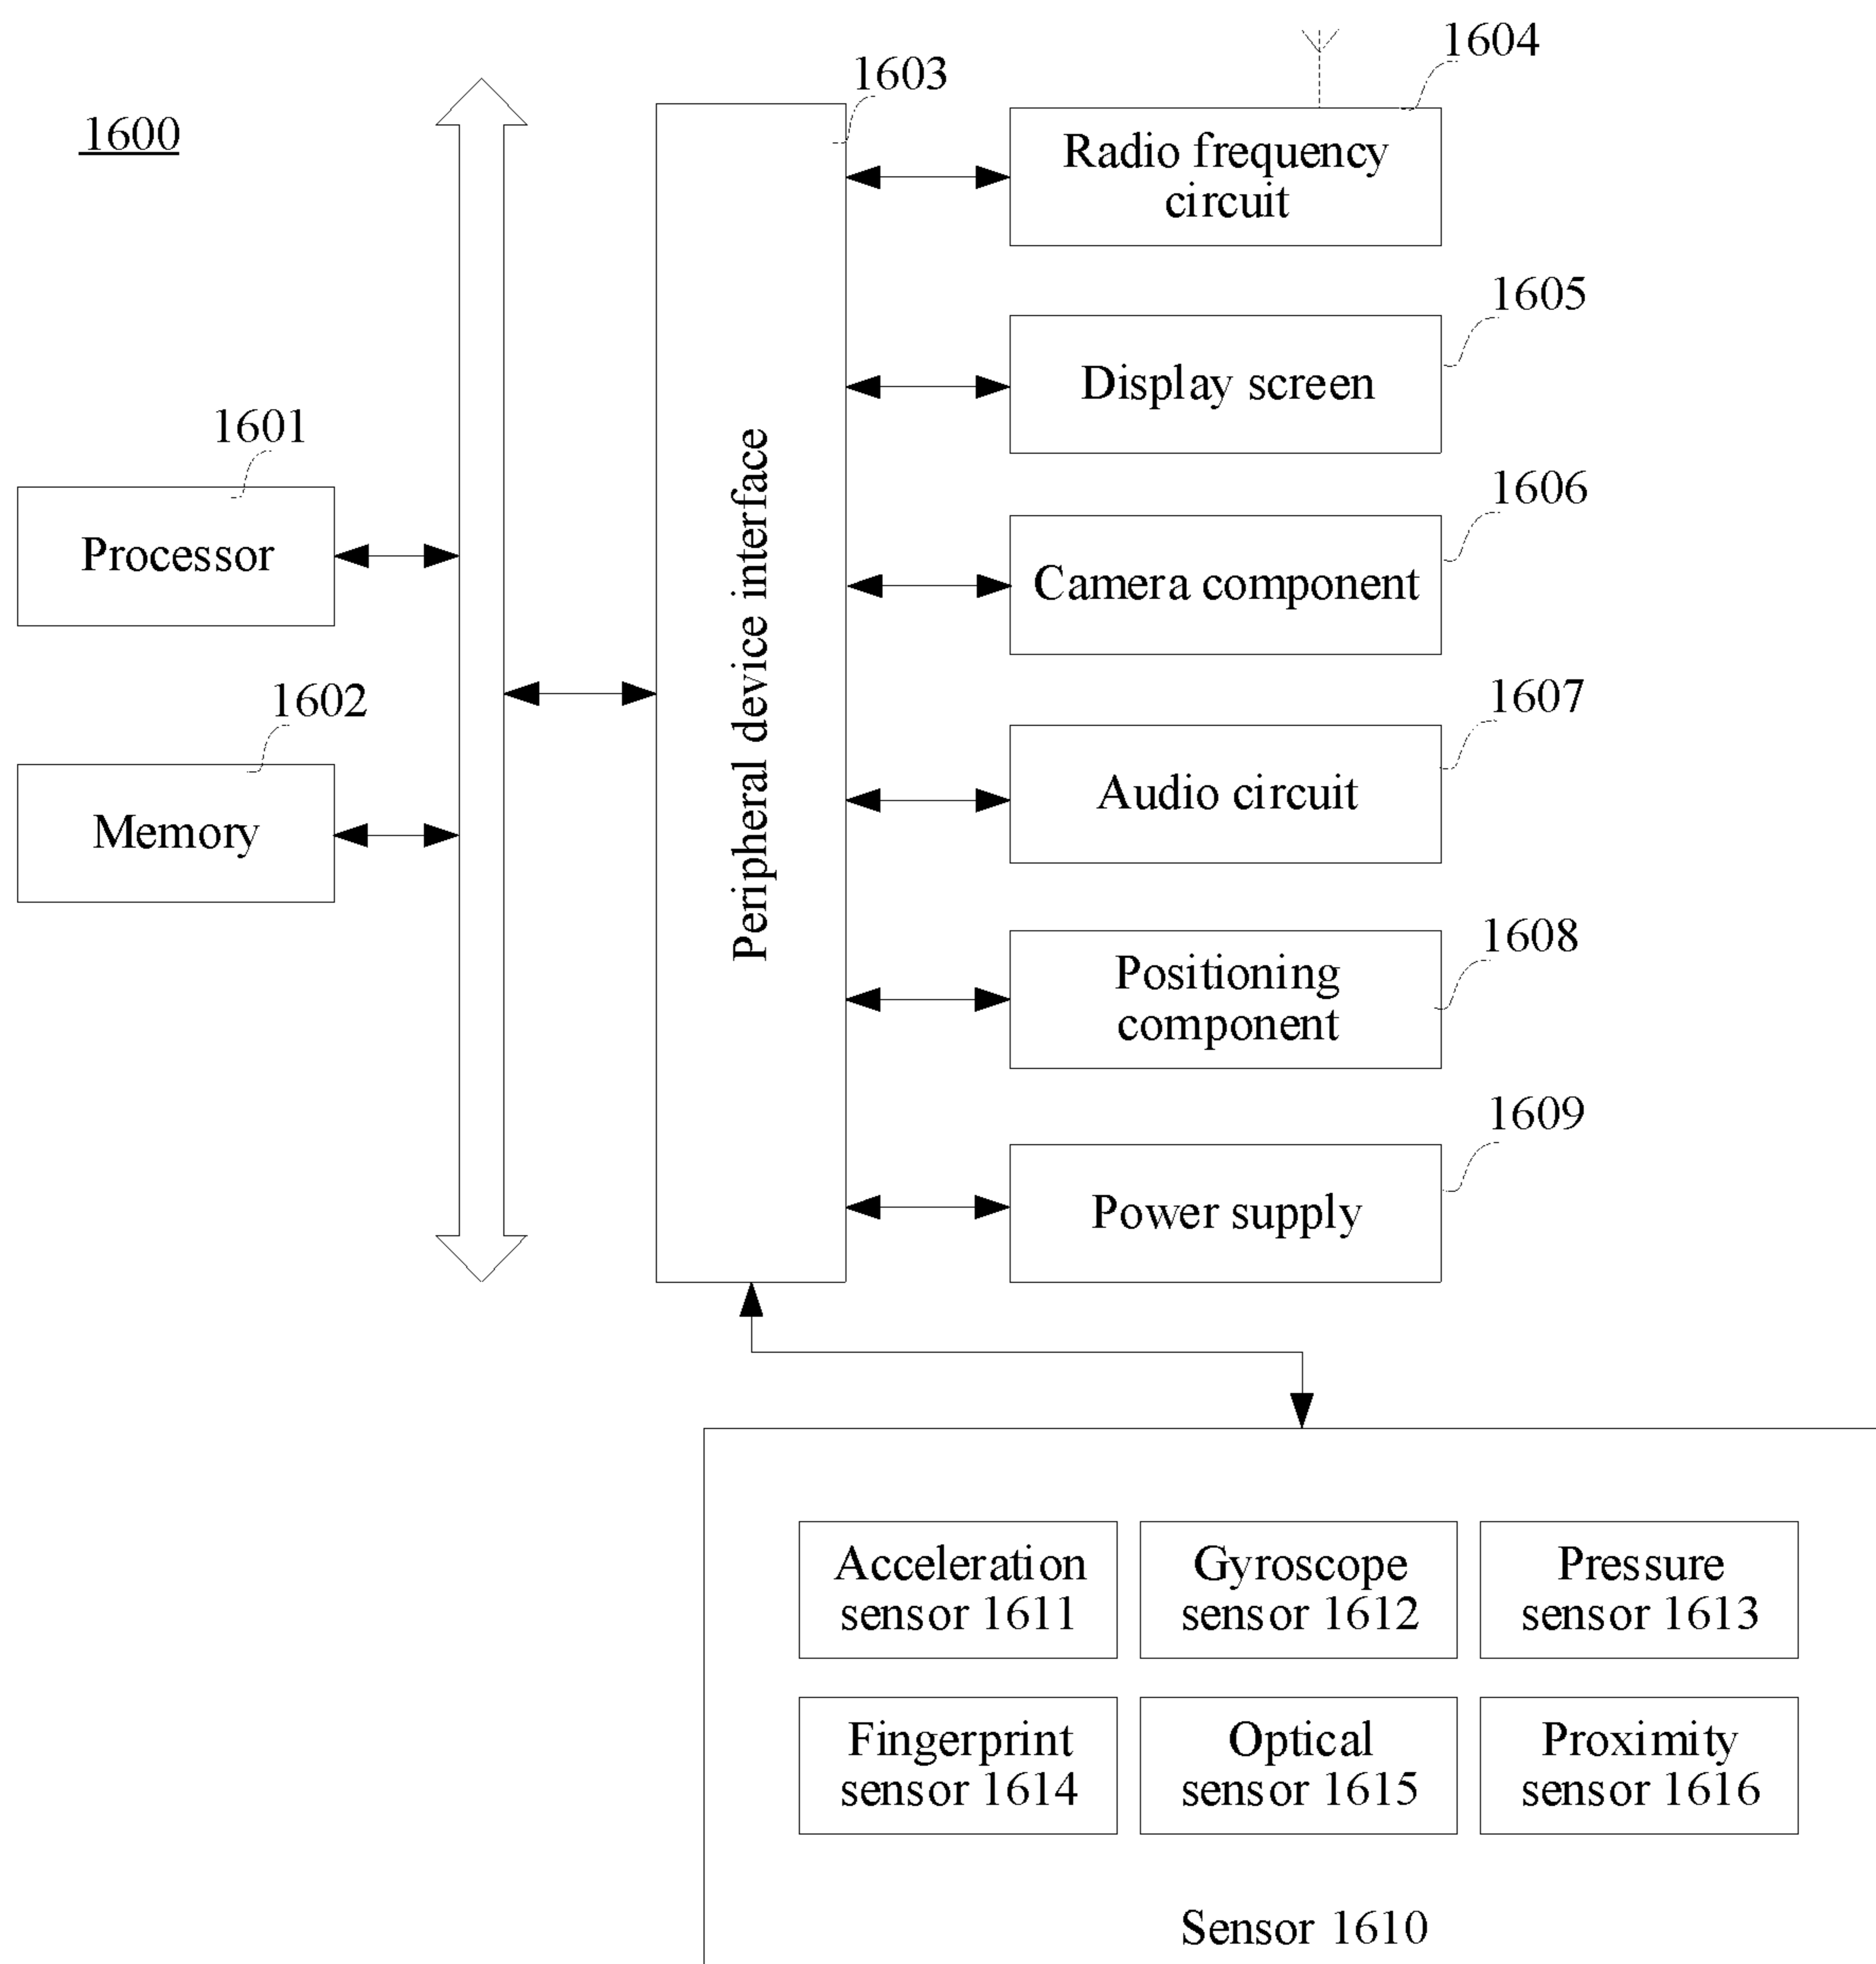 1600
1603
1604
Radio frequency
circuit
1605
Display screen
1601
Processor
1606
Camera component
Peripheral device interface
1602
Memory
1607
Audio circuit
1608
Positioning
component
1609
Power supply
Acceleration
sensor 1611
Gyroscope
sensor 1612
Pressure
sensor 1613
Fingerprint
sensor 1614
Optical
sensor 1615
Proximity
sensor 1616
Sensor 1610